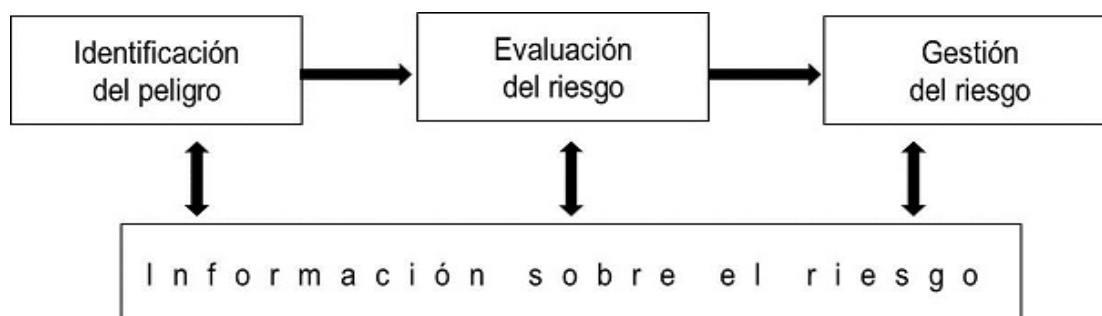 Identificación
del peligro
Evaluación
del riesgo
Gestión
del riesgo
Información sobre el riesgo